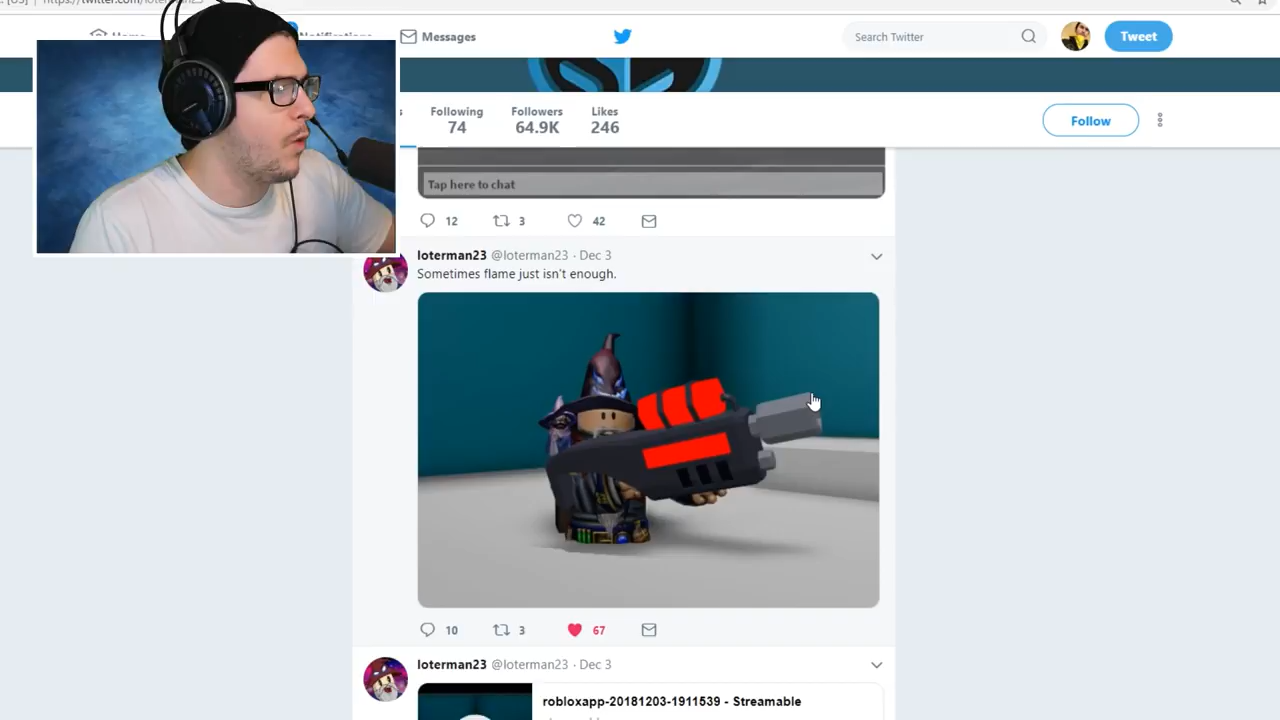 Messages
Search Twitter
Tweet
Following
Followers
Likes
74
64.9K
246
Follow
Tap here to chat
12
3
42
loterman23 @loterman23 · Dec 3
Sometimes flame just isn't enough.
10
3
67
loterman23 @loterman23 · Dec 3
robloxapp-20181203-1911539 - Streamable